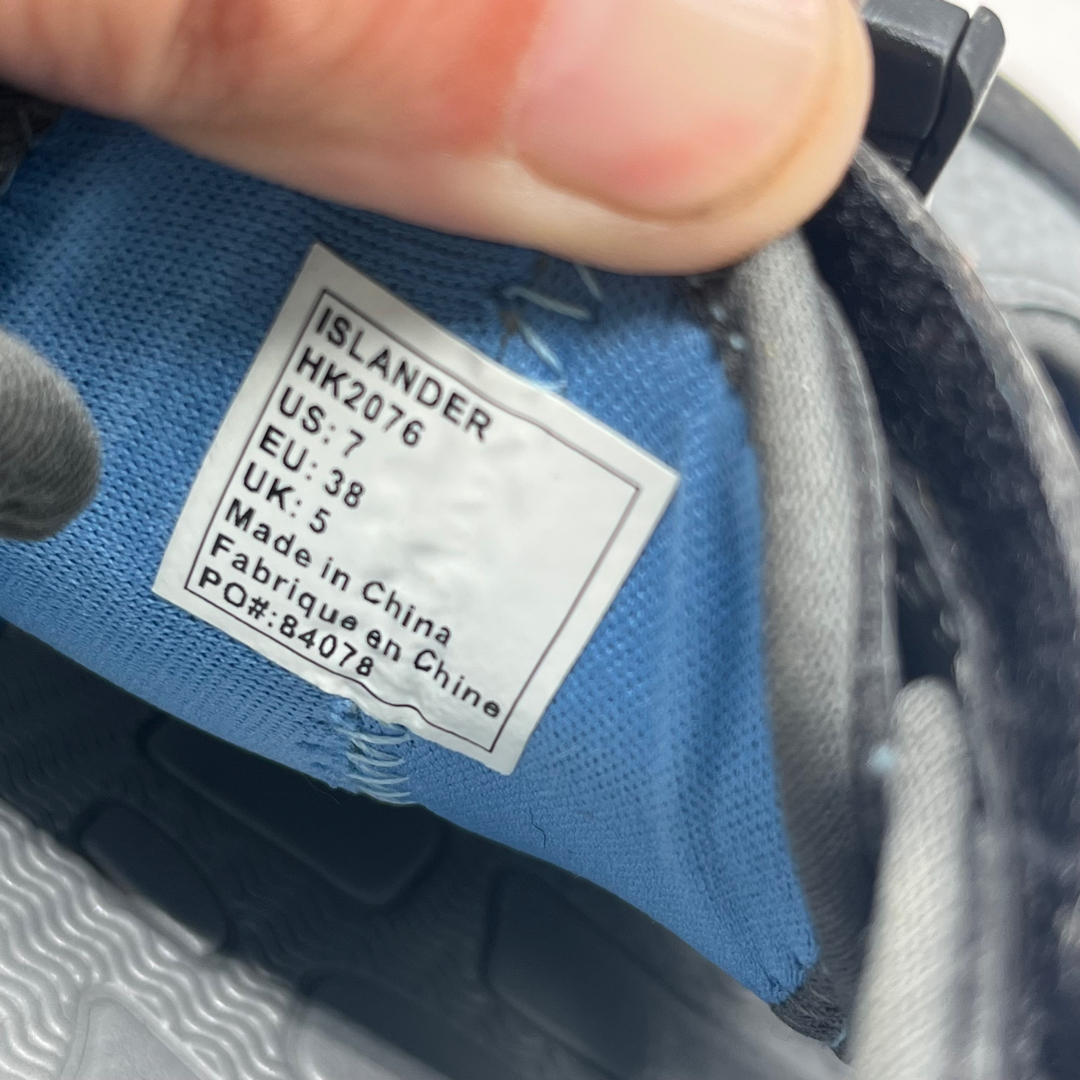 ISLANDER
HK2076
US: 7
EU: 38
UK: 5
Made in China
Fabrique en Chine
PO#:84078